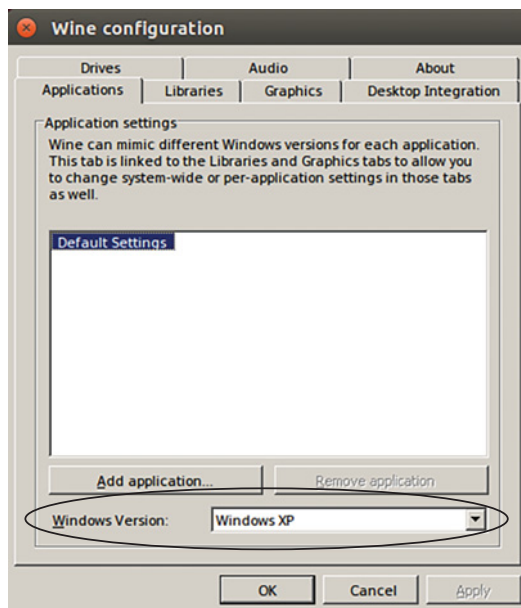 Wine configuration
Drives Audio About
Applications Libraries Graphics Desktop Integration
Application settings
Wine can mimic different Windows versions for each application.
This tab is linked to the Libraries and Graphics tabs to allow you
to change system-wide or per-application settings in those tabs
as well.
Default Settings
Add application... Remove application
Windows Version: Windows XP
OK Cancel Apply